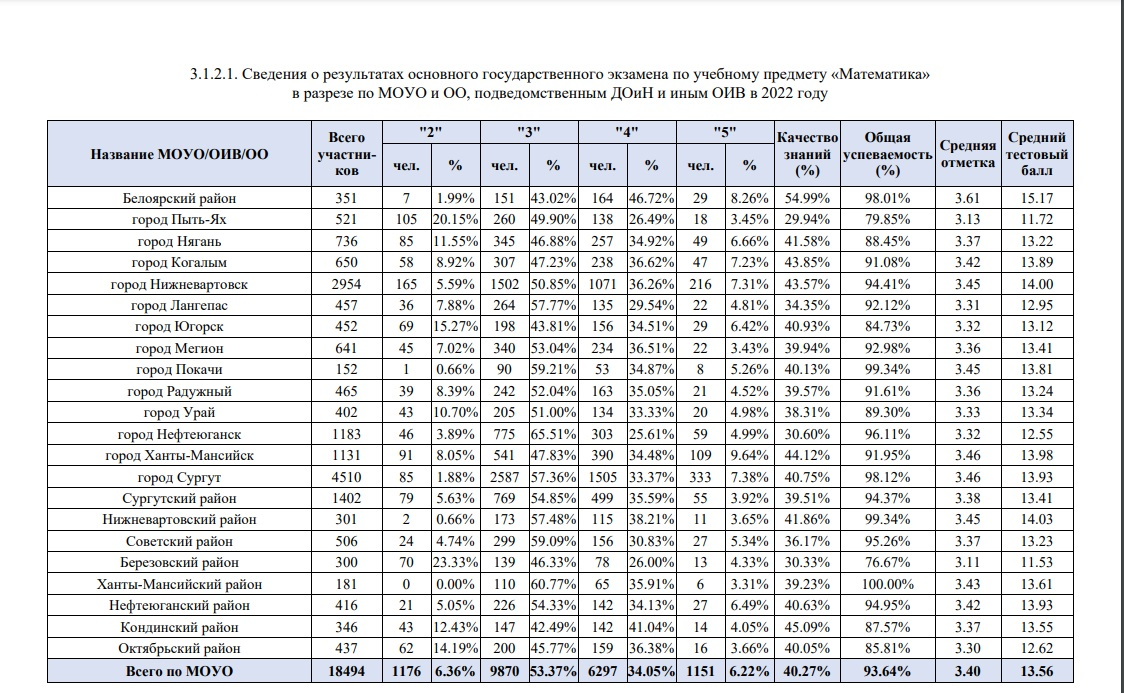 3.1.2.1. Сведения о результатах основного государственного экзамена по учебному предмету «Математика»
в разрезе по МОУО и ОО, подведомственным ДОиН и иным ОИВ в 2022 году
Название МОУО/ОИВ/ОО Всего участни-ков "2" "3" "4" "5" Качество знаний (%) Общая успеваемость (%) Средняя отметка Средний тестовый балл
чел. % чел. % чел. % чел. %
Белоярский район 351 7 1.99% 151 43.02% 164 46.72% 29 8.26% 54.99% 98.01% 3.61 15.17
город Пыть-Ях 521 105 20.15% 260 49.90% 138 26.49% 18 3.45% 29.94% 79.85% 3.13 11.72
город Нягань 736 85 11.55% 345 46.88% 257 34.92% 49 6.66% 41.58% 88.45% 3.37 13.22
город Когалым 650 58 8.92% 307 47.23% 238 36.62% 47 7.23% 43.85% 91.08% 3.42 13.89
город Нижневартовск 2954 165 5.59% 1502 50.85% 1071 36.26% 216 7.31% 43.57% 94.41% 3.45 14.00
город Лангепас 457 36 7.88% 264 57.77% 135 29.54% 22 4.81% 34.35% 92.12% 3.31 12.95
город Югорск 452 69 15.27% 198 43.81% 156 34.51% 29 6.42% 40.93% 84.73% 3.32 13.12
город Мегион 641 45 7.02% 340 53.04% 234 36.51% 22 3.43% 39.94% 92.98% 3.36 13.41
город Покачи 152 1 0.66% 90 59.21% 53 34.87% 8 5.26% 40.13% 99.34% 3.45 13.81
город Радужный 465 39 8.39% 242 52.04% 163 35.05% 21 4.52% 39.57% 91.61% 3.36 13.24
город Урай 402 43 10.70% 205 51.00% 134 33.33% 20 4.98% 38.31% 89.30% 3.33 13.34
город Нефтеюганск 1183 46 3.89% 775 65.51% 303 25.61% 59 4.99% 30.60% 96.11% 3.32 12.55
город Ханты-Мансийск 1131 91 8.05% 541 47.83% 390 34.48% 109 9.64% 44.12% 91.95% 3.46 13.98
город Сургут 4510 85 1.88% 2587 57.36% 1505 33.37% 333 7.38% 40.75% 98.12% 3.46 13.93
Сургутский район 1402 79 5.63% 769 54.85% 499 35.59% 55 3.92% 39.51% 94.37% 3.38 13.41
Нижневартовский район 301 2 0.66% 173 57.48% 115 38.21% 11 3.65% 41.86% 99.34% 3.45 14.03
Советский район 506 24 4.74% 299 59.09% 156 30.83% 27 5.34% 36.17% 95.26% 3.37 13.23
Березовский район 300 70 23.33% 139 46.33% 78 26.00% 13 4.33% 30.33% 76.67% 3.11 11.53
Ханты-Мансийский район 181 0 0.00% 110 60.77% 65 35.91% 6 3.31% 39.23% 100.00% 3.43 13.61
Нефтеюганский район 416 21 5.05% 226 54.33% 142 34.13% 27 6.49% 40.63% 94.95% 3.42 13.93
Кондинский район 346 43 12.43% 147 42.49% 142 41.04% 14 4.05% 45.09% 87.57% 3.37 13.55
Октябрьский район 437 62 14.19% 200 45.77% 159 36.38% 16 3.66% 40.05% 85.81% 3.30 12.62
Всего по МОУО 18494 1176 6.36% 9870 53.37% 6297 34.05% 1151 6.22% 40.27% 93.64% 3.40 13.56